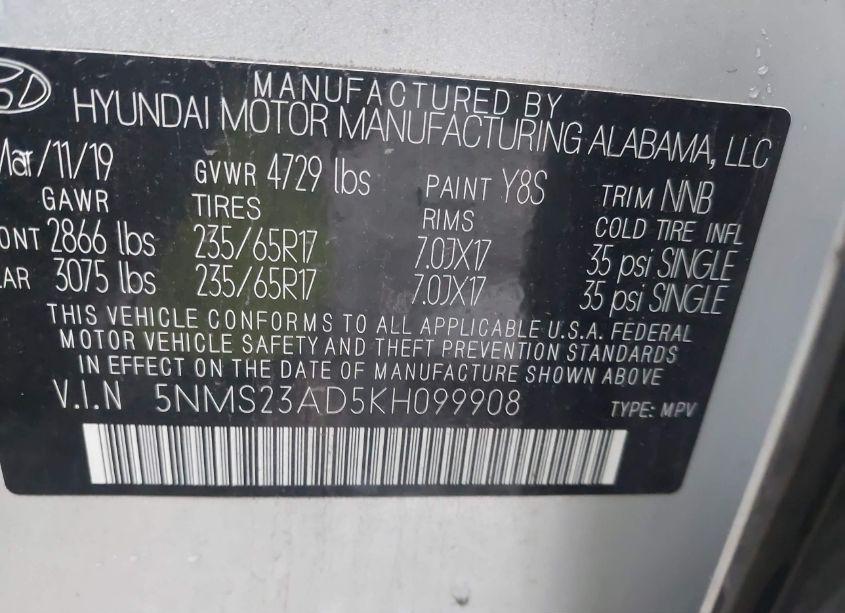 MANUFACTURED BY
HYUNDAI MOTOR MANUFACTURING ALABAMA, LLC
Mar/11/19 GVWR 4729 lbs PAINT Y8S TRIM NNB
GAWR TIRES RIMS COLD TIRE INFL
ONT 2866 lbs 235/65R17 7.0JX17 35 psi SINGLE
AR 3075 lbs 235/65R17 7.0JX17 35 psi SINGLE
THIS VEHICLE CONFORMS TO ALL APPLICABLE U.S.A. FEDERAL
MOTOR VEHICLE SAFETY AND THEFT PREVENTION STANDARDS
IN EFFECT ON THE DATE OF MANUFACTURE SHOWN ABOVE
V.I.N 5NMS23AD5KH099908 TYPE: MPV